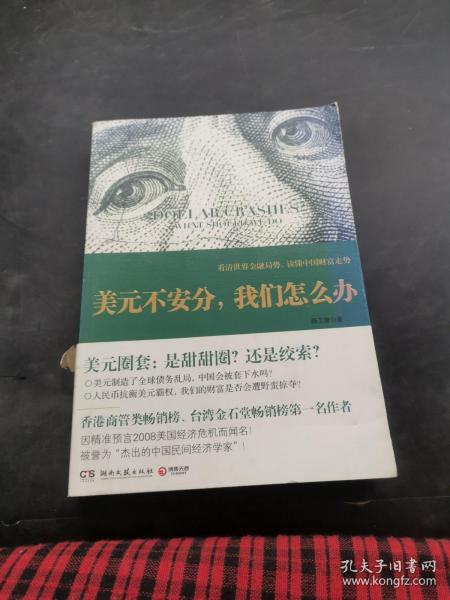 DOLLAR CRASHES
WHAT SHOULD WE DO
看清世界金融局势、读懂中国财富走势
美元不安分，我们怎么办
美元圈套：是甜甜圈？还是绞索？
○美元制造了全球债务乱局，中国会被套下水吗？
○人民币抗衡美元霸权，我们的财富是否会遭野蛮掠夺？
香港商管类畅销榜、台湾金石堂畅销榜第一名作者
因精准预言2008美国经济危机而闻名！
被誉为“杰出的中国民间经济学家”！
湖南文艺出版社
博集天卷
孔夫子旧书网
www.kongfz.com